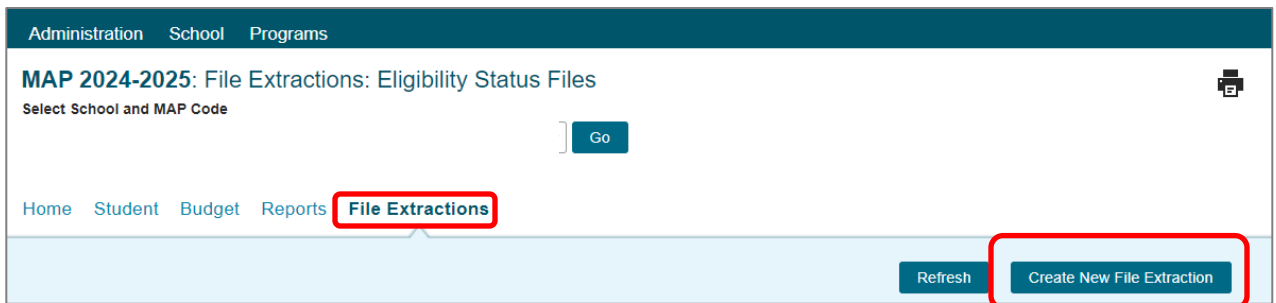 Administration School Programs
MAP 2024-2025: File Extractions: Eligibility Status Files
Select School and MAP Code
Go
Home Student Budget Reports File Extractions
Refresh Create New File Extraction